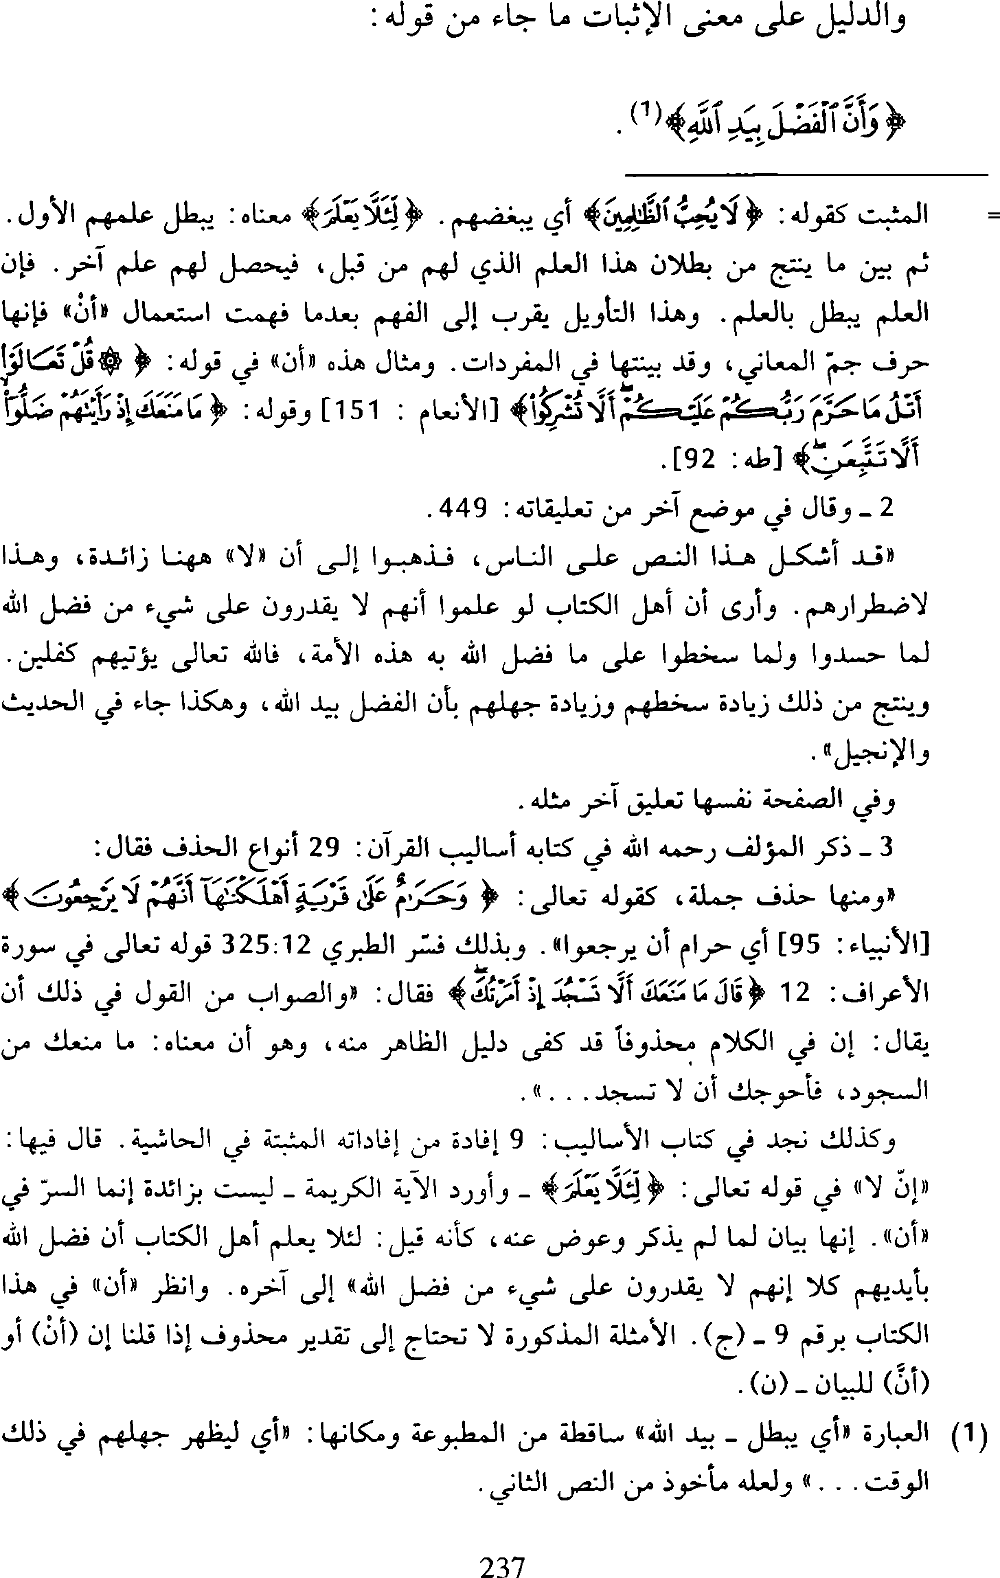 والدليل على معنى الإثبات ما جاء من قوله:
﴿وَأَنَّ ٱلْفَضْلَ بِيَدِ ٱللَّهِ﴾(1).
= المثبت كقوله: ﴿لَا يُحِبُّ ٱلظَّٰلِمِينَ﴾ أي يبغضهم. ﴿لِّئَلَّا يَعْلَمَ﴾ معناه: يبطل علمهم الأول.
ثم بين ما ينتج من بطلان هذا العلم الذي لهم من قبل، فيحصل لهم علم آخر. فإن
العلم يبطل بالعلم. وهذا التأويل يقرب إلى الفهم بعدما فهمت استعمال «أنْ» فإنها
حرف جمّ المعاني، وقد بينتها في المفردات. ومثال هذه «أن» في قوله: ﴿۞ قُلْ تَعَالَوْا۟
أَتْلُ مَا حَرَّمَ رَبُّكُمْ عَلَيْكُمْ ۖ أَلَّا تُشْرِكُوا۟﴾ [الأنعام : 151] وقوله: ﴿مَا مَنَعَكَ إِذْ رَأَيْتَهُمْ ضَلُّوٓا۟
أَلَّا تَتَّبِعَنِ ۖ﴾ [طه: 92].
2 ـ وقال في موضع آخر من تعليقاته: 449.
«قد أشكل هذا النص على الناس، فذهبوا إلى أن «لا» ههنا زائدة، وهذا
لاضطرارهم. وأرى أن أهل الكتاب لو علموا أنهم لا يقدرون على شيء من فضل الله
لما حسدوا ولما سخطوا على ما فضل الله به هذه الأمة، فالله تعالى يؤتيهم كفلين.
وينتج من ذلك زيادة سخطهم وزيادة جهلهم بأن الفضل بيد الله، وهكذا جاء في الحديث
والإنجيل».
وفي الصفحة نفسها تعليق آخر مثله.
3 ـ ذكر المؤلف رحمه الله في كتابه أساليب القرآن: 29 أنواع الحذف فقال:
«ومنها حذف جملة، كقوله تعالى: ﴿وَحَرَٰمٌ عَلَىٰ قَرْيَةٍ أَهْلَكْنَٰهَآ أَنَّهُمْ لَا يَرْجِعُونَ﴾
[الأنبياء: 95] أي حرام أن يرجعوا». وبذلك فسّر الطبري 325:12 قوله تعالى في سورة
الأعراف: 12 ﴿قَالَ مَا مَنَعَكَ أَلَّا تَسْجُدَ إِذْ أَمَرْتُكَ ۖ﴾ فقال: «والصواب من القول في ذلك أن
يقال: إن في الكلام محذوفاً قد كفى دليل الظاهر منه، وهو أن معناه: ما منعك من
السجود، فأحوجك أن لا تسجد...».
وكذلك نجد في كتاب الأساليب: 9 إفادة من إفاداته المثبتة في الحاشية. قال فيها:
«إنّ لا» في قوله تعالى: ﴿لِّئَلَّا يَعْلَمَ﴾ ـ وأورد الآية الكريمة ـ ليست بزائدة إنما السرّ في
«أن». إنها بيان لما لم يذكر وعوض عنه، كأنه قيل: لئلا يعلم أهل الكتاب أن فضل الله
بأيديهم كلا إنهم لا يقدرون على شيء من فضل الله» إلى آخره. وانظر «أن» في هذا
الكتاب برقم 9 ـ (ج). الأمثلة المذكورة لا تحتاج إلى تقدير محذوف إذا قلنا إن (أنْ) أو
(أنَّ) للبيان ـ (ن).
(1) العبارة «أي يبطل ـ بيد الله» ساقطة من المطبوعة ومكانها: «أي ليظهر جهلهم في ذلك
الوقت...» ولعله مأخوذ من النص الثاني.
237